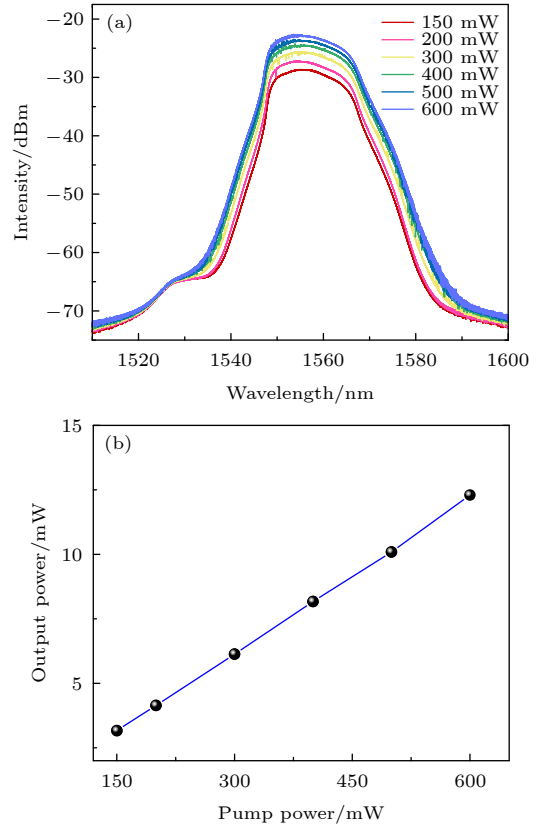 (a)
150 mW
200 mW
300 mW
400 mW
500 mW
600 mW
−20
−30
−40
−50
−60
−70
Intensity/dBm
1520 1540 1560 1580 1600
Wavelength/nm
(b)
15
10
5
Output power/mW
150 300 450 600
Pump power/mW